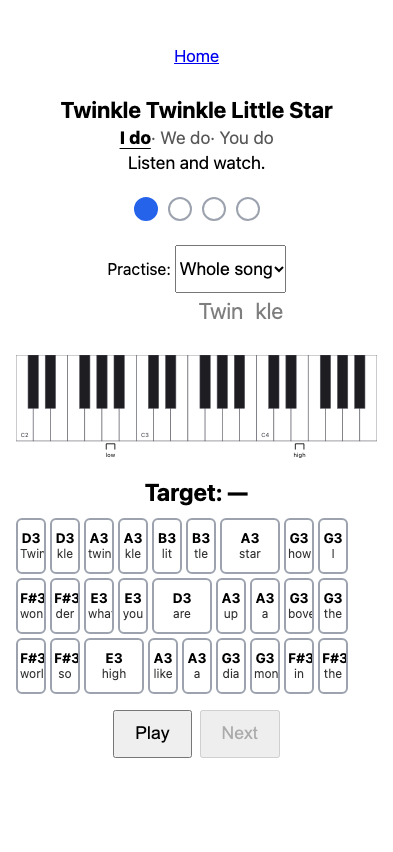 Home
Twinkle Twinkle Little Star
I do· We do· You do
Listen and watch.
Practise: Whole song
Twin kle
C2 C3 C4
low high
Target: —
D3 D3 A3 A3 B3 B3 A3 G3 G3
Twin kle twin kle lit tle star how I
F#3 F#3 E3 E3 D3 A3 A3 G3 G3
won der what you are up a bove the
F#3 F#3 E3 A3 A3 G3 G3 F#3 F#3
worl so high like a dia mon in the
Play Next